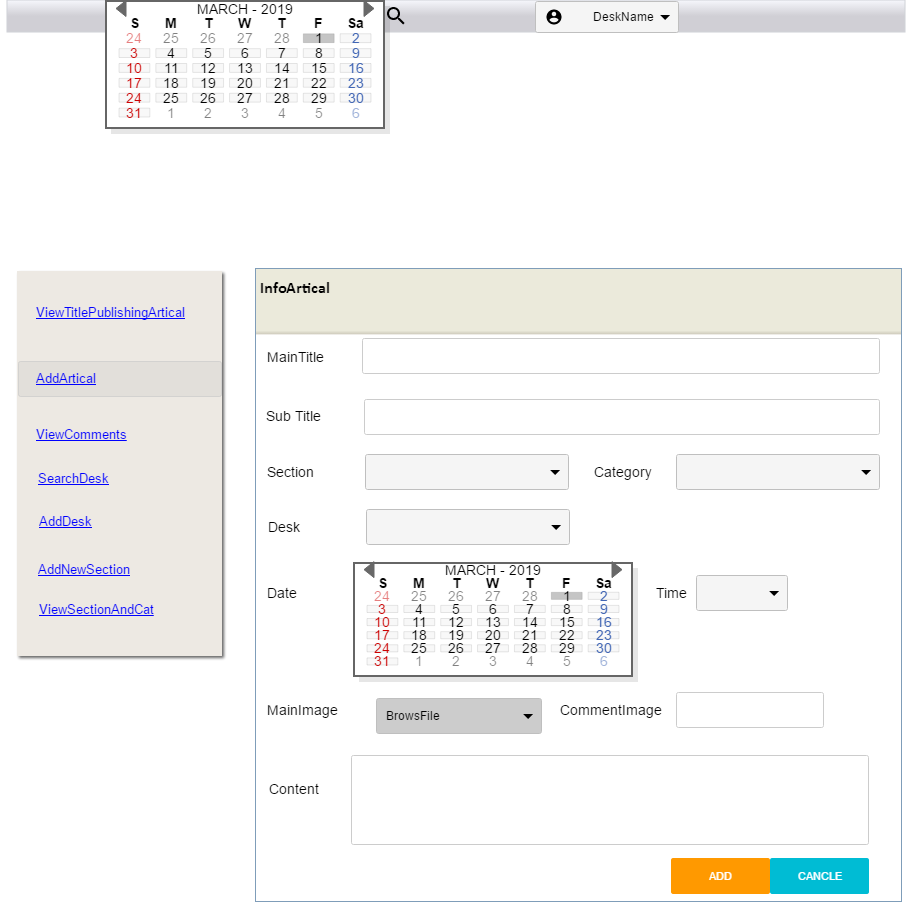 MARCH - 2019
S M T W T F Sa
24 25 26 27 28 1 2
3 4 5 6 7 8 9
10 11 12 13 14 15 16
17 18 19 20 21 22 23
24 25 26 27 28 29 30
31 1 2 3 4 5 6
DeskName
ViewTitlePublishingArtical
AddArtical
ViewComments
SearchDesk
AddDesk
AddNewSection
ViewSectionAndCat
InfoArtical
MainTitle
Sub Title
Section Category
Desk
Date
MARCH - 2019
S M T W T F Sa
24 25 26 27 28 1 2
3 4 5 6 7 8 9
10 11 12 13 14 15 16
17 18 19 20 21 22 23
24 25 26 27 28 29 30
31 1 2 3 4 5 6
Time
MainImage BrowsFile CommentImage
Content
ADD CANCLE